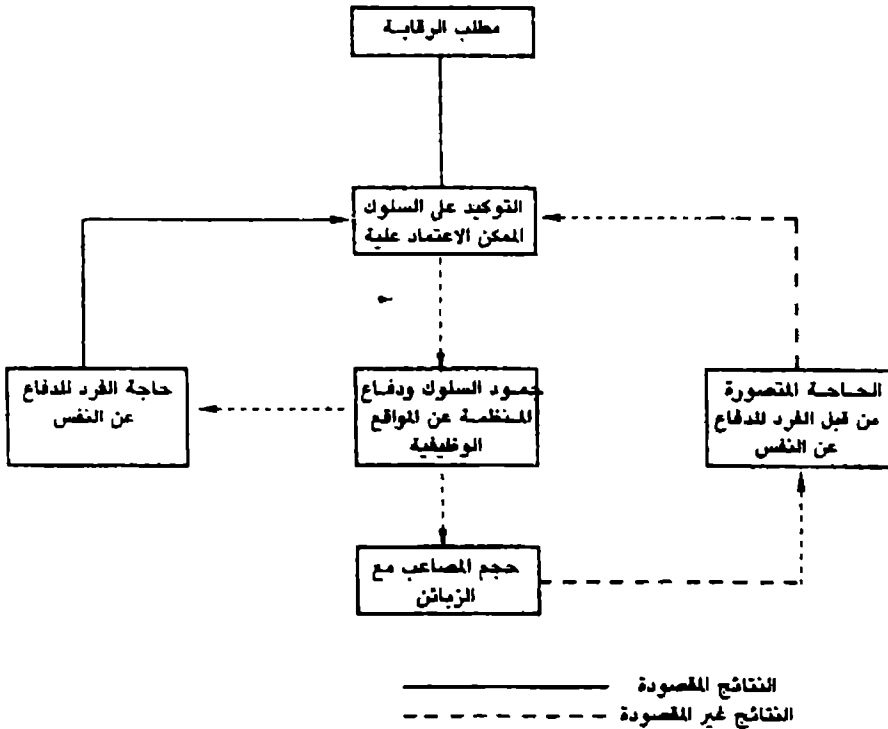 مطلب الرقابة
التوكيد على السلوك
الممكن الاعتماد علية
حاجة الفرد للدفاع
عن النفس
جمود السلوك ودفاع
المنظمة عن المواقع
الوظيفية
الحاجة المتصورة
من قبل الفرد للدفاع
عن النفس
حجم المصاعب مع
الزبائن
النتائج المقصودة
النتائج غير المقصودة